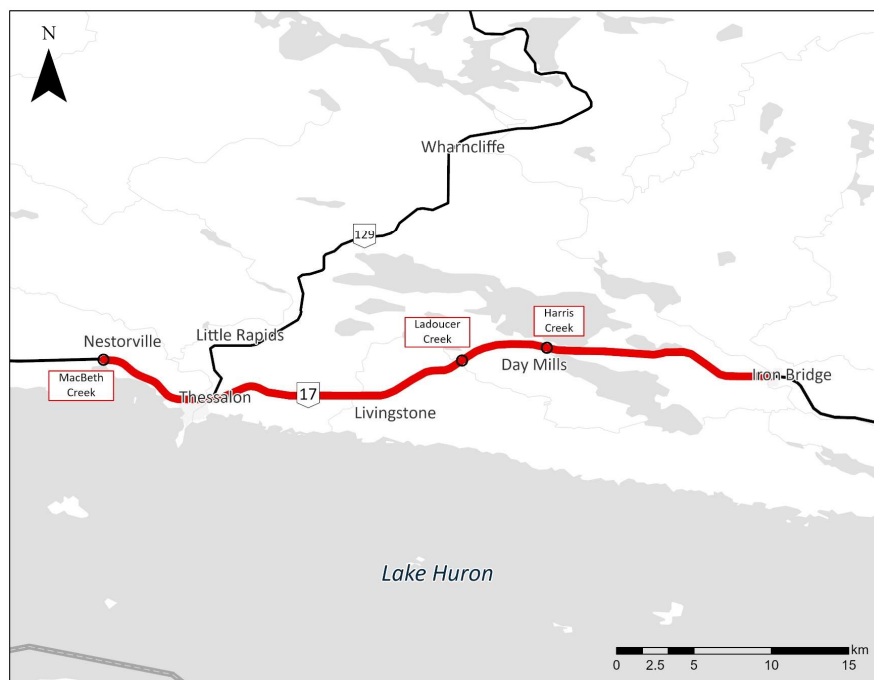 N
Wharncliffe
129
Nestorville
Little Rapids
Ladoucer
Creek
Harris
Creek
MacBeth
Creek
Thessalon
17
Livingstone
Day Mills
Iron Bridge
Lake Huron
km
0 2.5 5 10 15